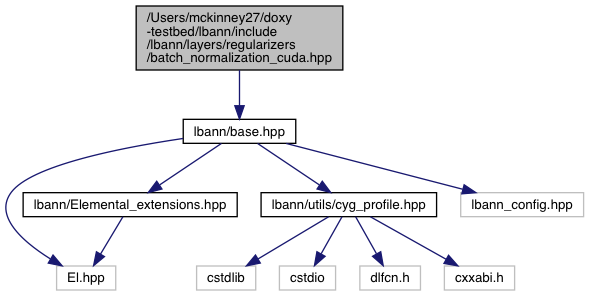 /Users/mckinney27/doxy
-testbed/lbann/include
/lbann/layers/regularizers
/batch_normalization_cuda.hpp
lbann/base.hpp
lbann/Elemental_extensions.hpp
lbann/utils/cyg_profile.hpp
lbann_config.hpp
El.hpp
cstdlib
cstdio
dlfcn.h
cxxabi.h